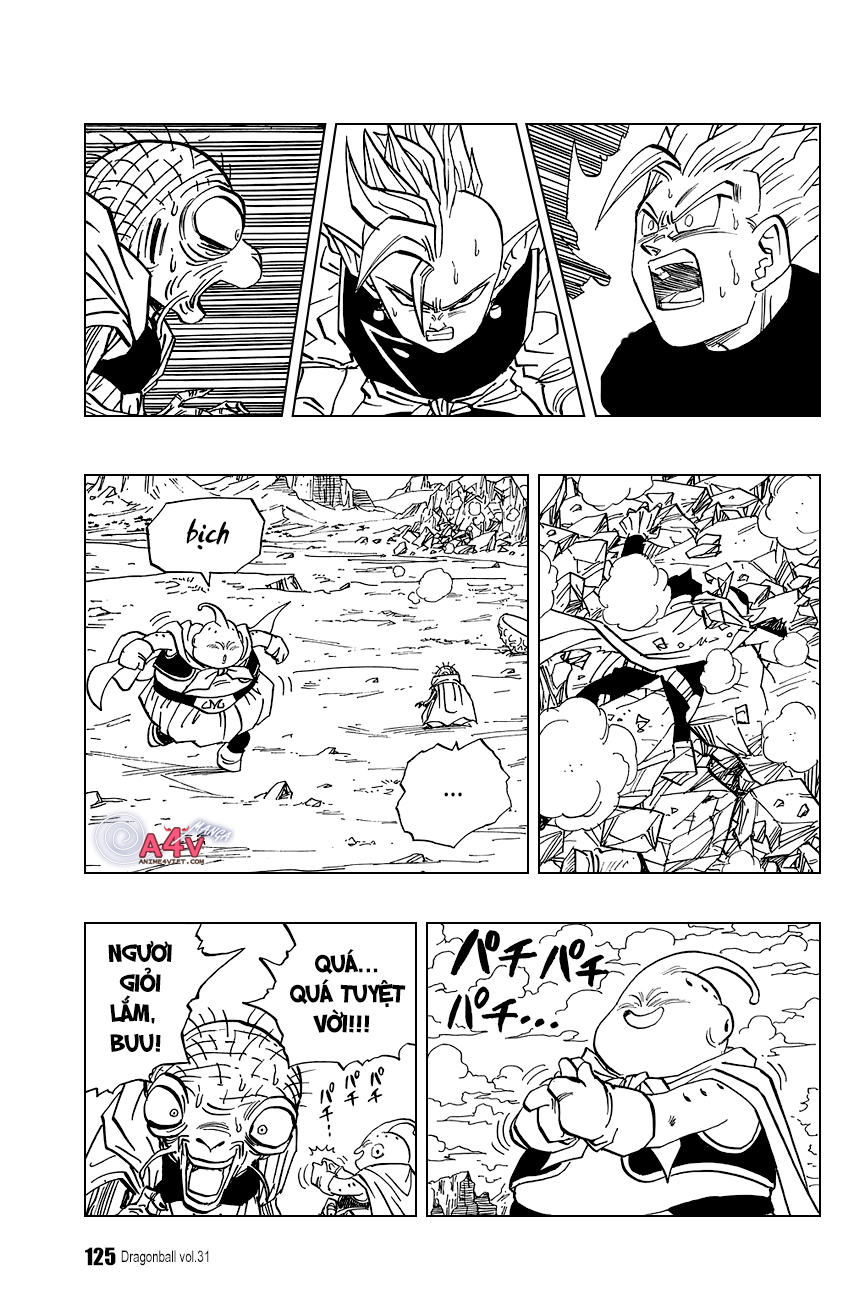 bịch
...
MANGA
A4V
ANIME4VIET.COM
パチ パチ
パチ...
QUÁ...
QUÁ TUYỆT
VỜI!!!
NGƯƠI
GIỎI
LẮM,
BUU!
パチ
パチ
パチ...
125 Dragonball vol.31